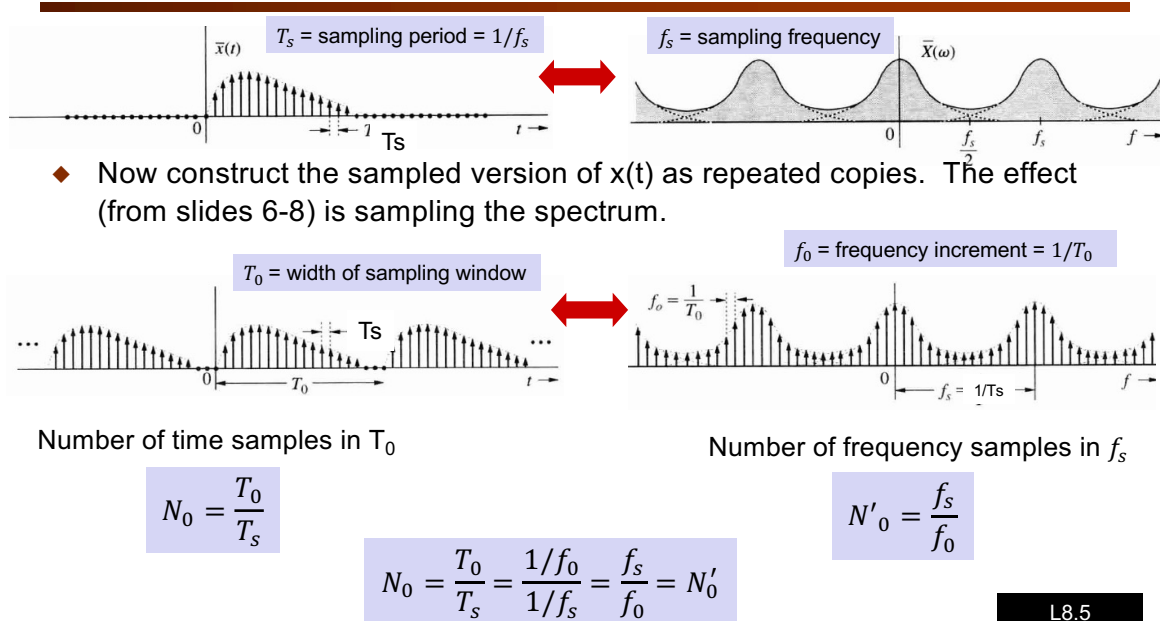 T_s = sampling period = 1/f_s
f_s = sampling frequency
x̅(t)
0
Ts
t →
X̅(ω)
0
f_s/2
f_s
f →
◆ Now construct the sampled version of x(t) as repeated copies. The effect
(from slides 6-8) is sampling the spectrum.
T_0 = width of sampling window
f_0 = frequency increment = 1/T_0
Ts
...
...
0
T_0
t →
f_o = 1/T_0
0
f_s = 1/Ts
f →
Number of time samples in T_0
Number of frequency samples in f_s
N_0 = T_0/T_s
N'_0 = f_s/f_0
N_0 = T_0/T_s = (1/f_0)/(1/f_s) = f_s/f_0 = N_0'
L8.5